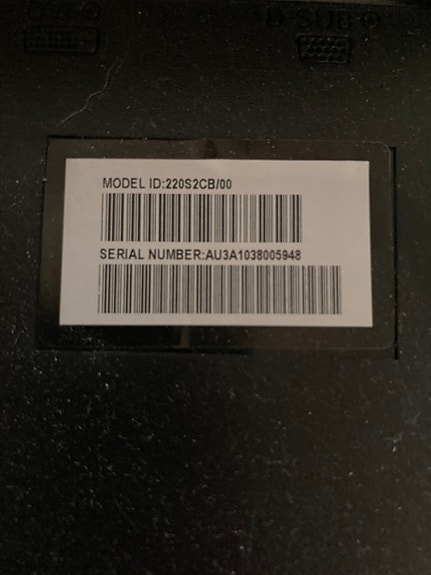 D-SUB
MODEL ID:220S2CB/00
SERIAL NUMBER:AU3A1038005948